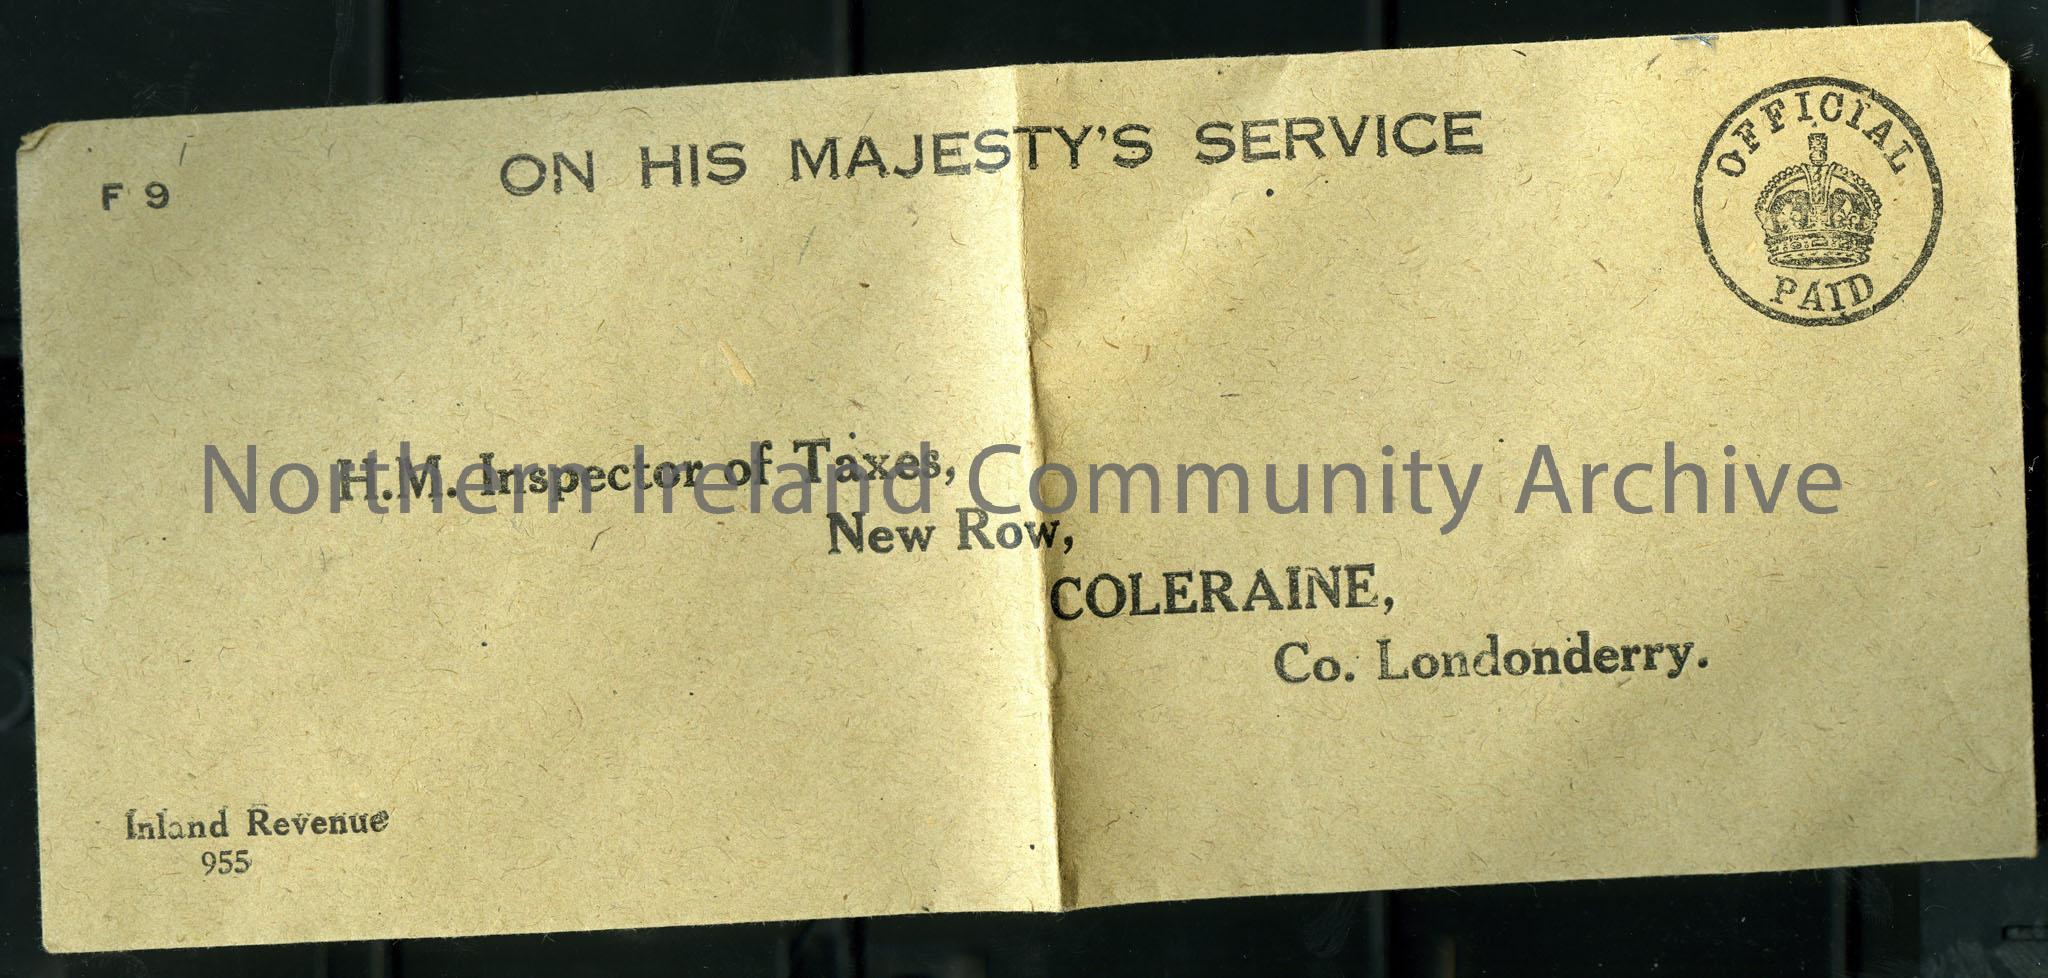 F 9
ON HIS MAJESTY'S SERVICE
OFFICIAL
PAID
H.M. Inspector of Taxes,
New Row,
COLERAINE,
Co. Londonderry.
Inland Revenue
955
Northern Ireland Community Archive